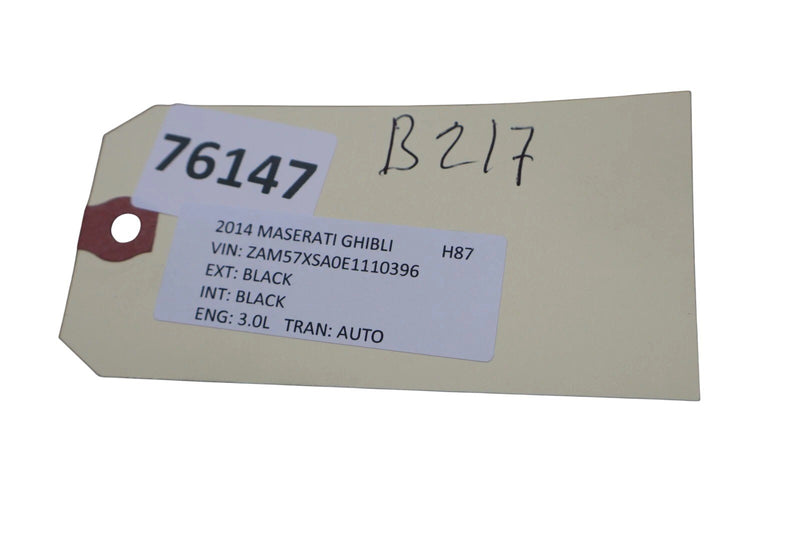 B217
76147
2014 MASERATI GHIBLI H87
VIN: ZAM57XSA0E1110396
EXT: BLACK
INT: BLACK
ENG: 3.0L TRAN: AUTO